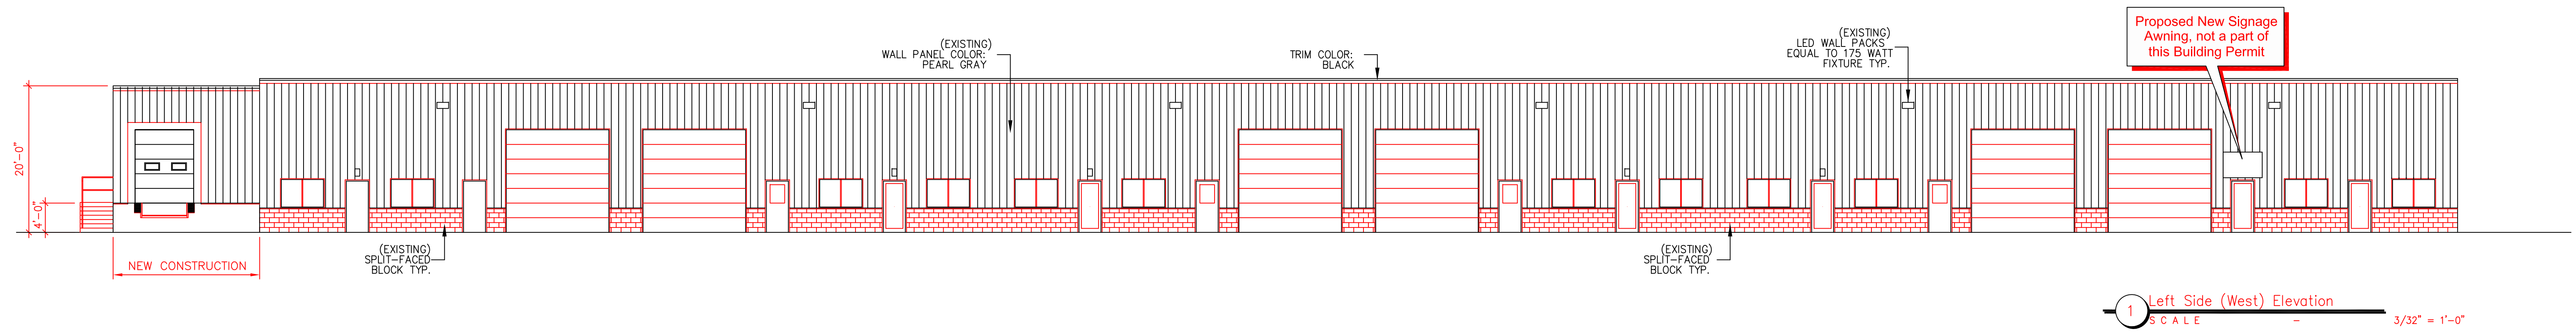 (EXISTING)
WALL PANEL COLOR:
PEARL GRAY
TRIM COLOR:
BLACK
(EXISTING)
LED WALL PACKS
EQUAL TO 175 WATT
FIXTURE TYP.
Proposed New Signage
Awning, not a part of
this Building Permit
20'-0"
4'-0"
NEW CONSTRUCTION
(EXISTING)
SPLIT-FACED
BLOCK TYP.
(EXISTING)
SPLIT-FACED
BLOCK TYP.
1
Left Side (West) Elevation
SCALE - 3/32" = 1'-0"